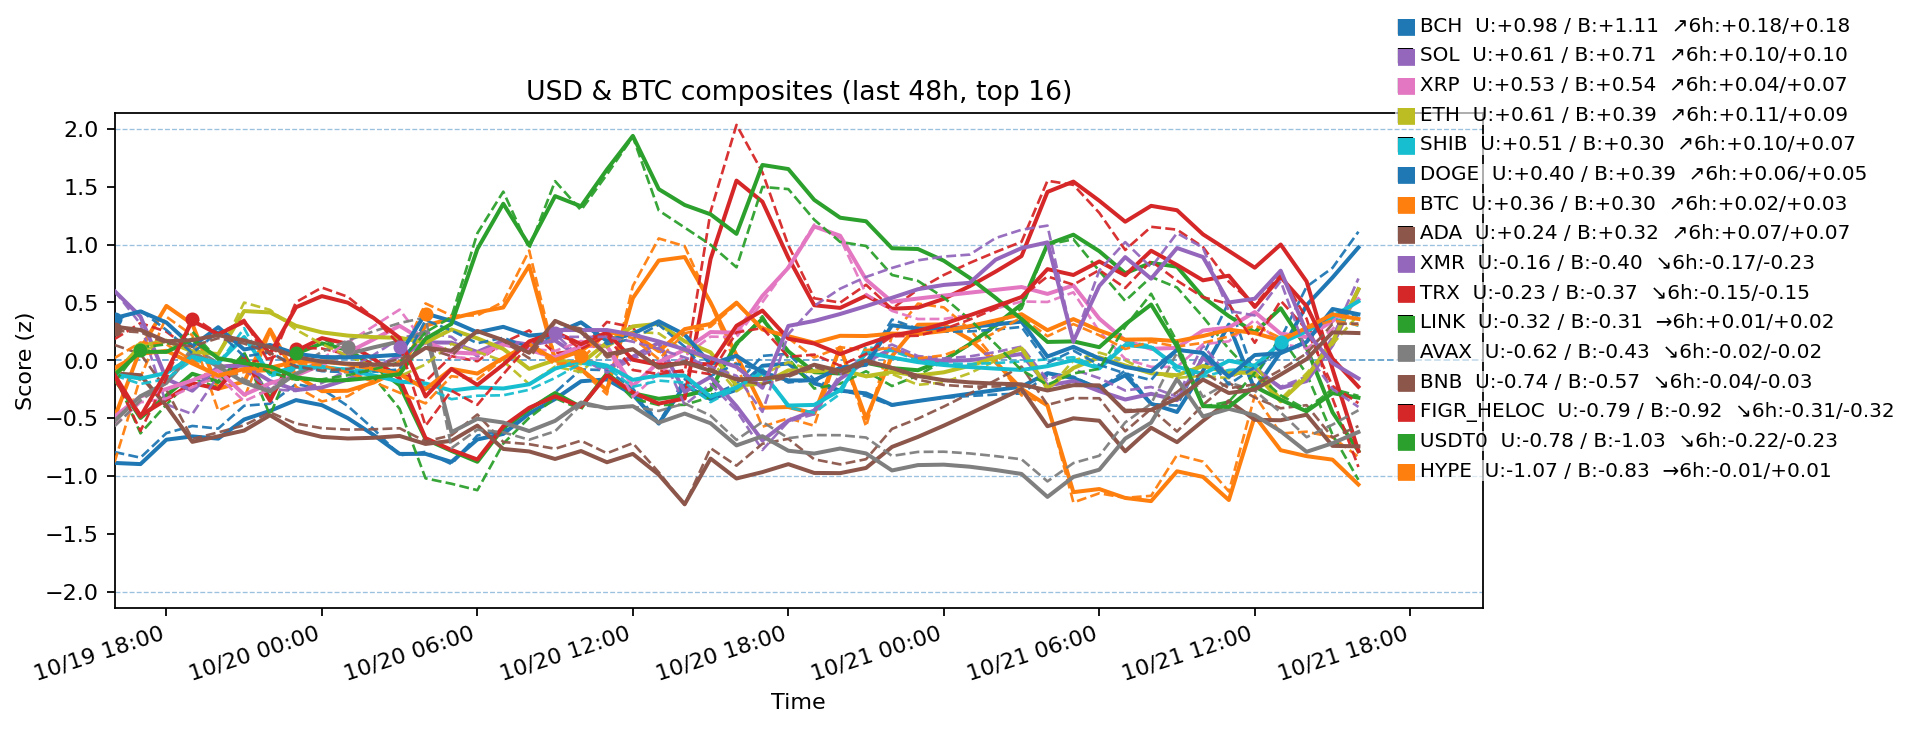 BCH U:+0.98 / B:+1.11 ↗6h:+0.18/+0.18
SOL U:+0.61 / B:+0.71 ↗6h:+0.10/+0.10
XRP U:+0.53 / B:+0.54 ↗6h:+0.04/+0.07
ETH U:+0.61 / B:+0.39 ↗6h:+0.11/+0.09
SHIB U:+0.51 / B:+0.30 ↗6h:+0.10/+0.07
DOGE U:+0.40 / B:+0.39 ↗6h:+0.06/+0.05
BTC U:+0.36 / B:+0.30 ↗6h:+0.02/+0.03
ADA U:+0.24 / B:+0.32 ↗6h:+0.07/+0.07
XMR U:-0.16 / B:-0.40 ↘6h:-0.17/-0.23
TRX U:-0.23 / B:-0.37 ↘6h:-0.15/-0.15
LINK U:-0.32 / B:-0.31 →6h:+0.01/+0.02
AVAX U:-0.62 / B:-0.43 ↘6h:-0.02/-0.02
BNB U:-0.74 / B:-0.57 ↘6h:-0.04/-0.03
FIGR_HELOC U:-0.79 / B:-0.92 ↘6h:-0.31/-0.32
USDT0 U:-0.78 / B:-1.03 ↘6h:-0.22/-0.23
HYPE U:-1.07 / B:-0.83 →6h:-0.01/+0.01
USD & BTC composites (last 48h, top 16)
Score (z)
2.0
1.5
1.0
0.5
0.0
−0.5
−1.0
−1.5
−2.0
10/19 18:00
10/20 00:00
10/20 06:00
10/20 12:00
10/20 18:00
10/21 00:00
10/21 06:00
10/21 12:00
10/21 18:00
Time